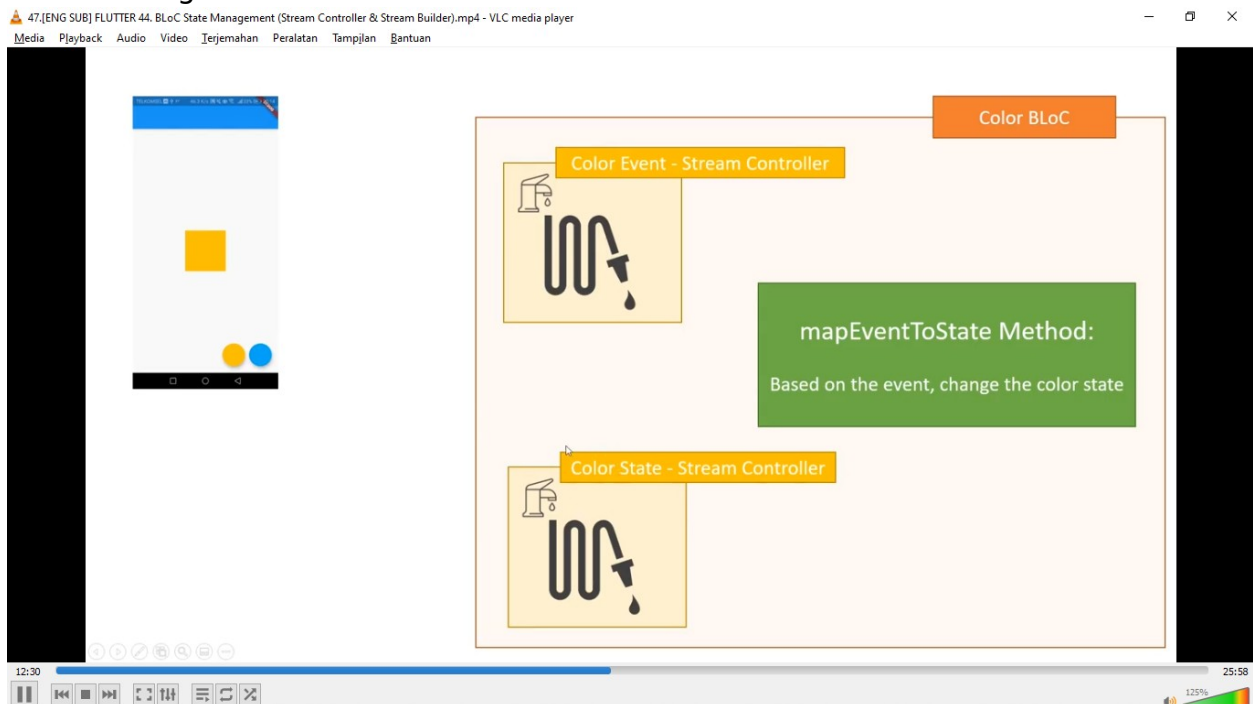 47.[ENG SUB] FLUTTER 44. BLoC State Management (Stream Controller & Stream Builder).mp4 - VLC media player
Media Playback Audio Video Terjemahan Peralatan Tampilan Bantuan
Color BLoC
Color Event - Stream Controller
mapEventToState Method:
Based on the event, change the color state
Color State - Stream Controller
12:30
25:58
125%